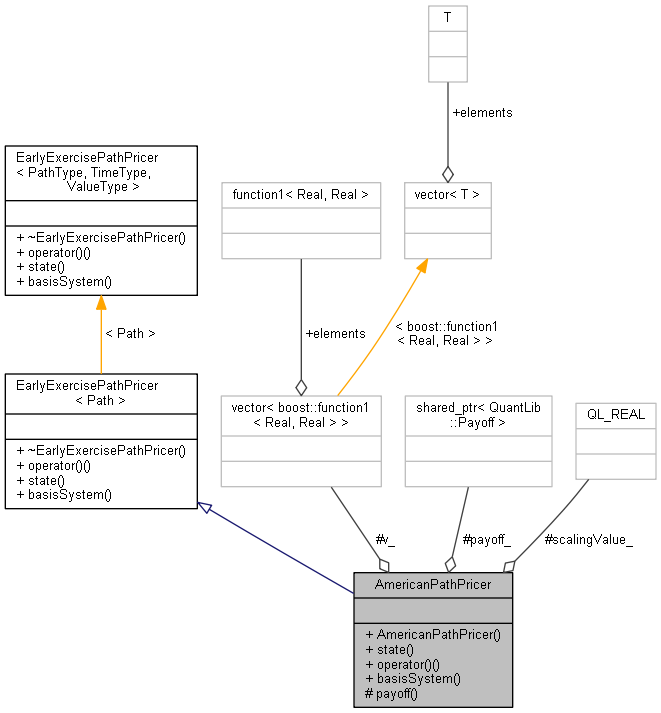 T
+elements
EarlyExercisePathPricer
< PathType, TimeType,
ValueType >
+ ~EarlyExercisePathPricer()
+ operator()()
+ state()
+ basisSystem()
function1< Real, Real >
vector< T >
< Path >
+elements
< boost::function1
< Real, Real > >
EarlyExercisePathPricer
< Path >
+ ~EarlyExercisePathPricer()
+ operator()()
+ state()
+ basisSystem()
vector< boost::function1
< Real, Real > >
shared_ptr< QuantLib
::Payoff >
QL_REAL
#v_
#payoff_
#scalingValue_
AmericanPathPricer
+ AmericanPathPricer()
+ state()
+ operator()()
+ basisSystem()
# payoff()